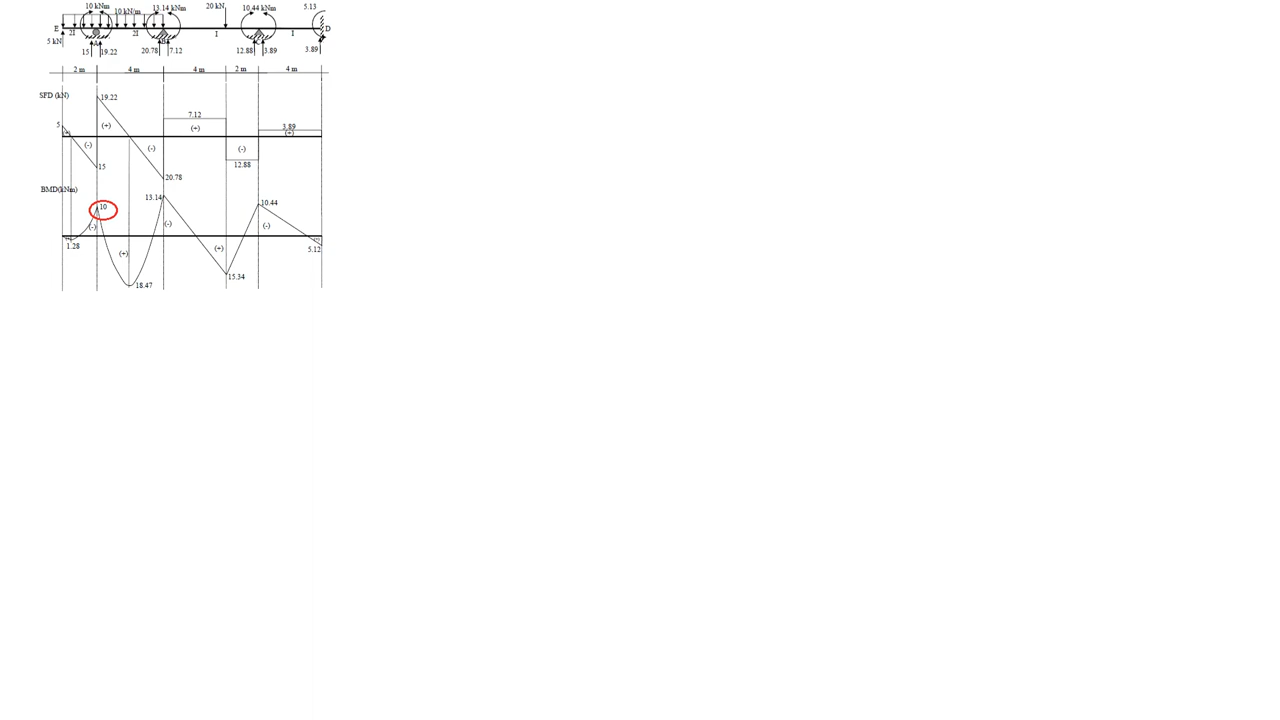 10 kNm 13.14 kNm 20 kN 10.44 kNm 5.13
10 kN/m
E 2I 2I I I D
A B C
5 kN 15 19.22 20.78 7.12 12.88 3.89 3.89
2 m 4 m 4 m 2 m 4 m
SFD (kN)
19.22
7.12
5 (+) (+) (+) 3.89
(+)
(-) (-) (-)
15 12.88
20.78
BMD(kNm)
13.14
10 10.44
(-) (-) (-)
1.28 (+) (+) 5.12
15.34
18.47